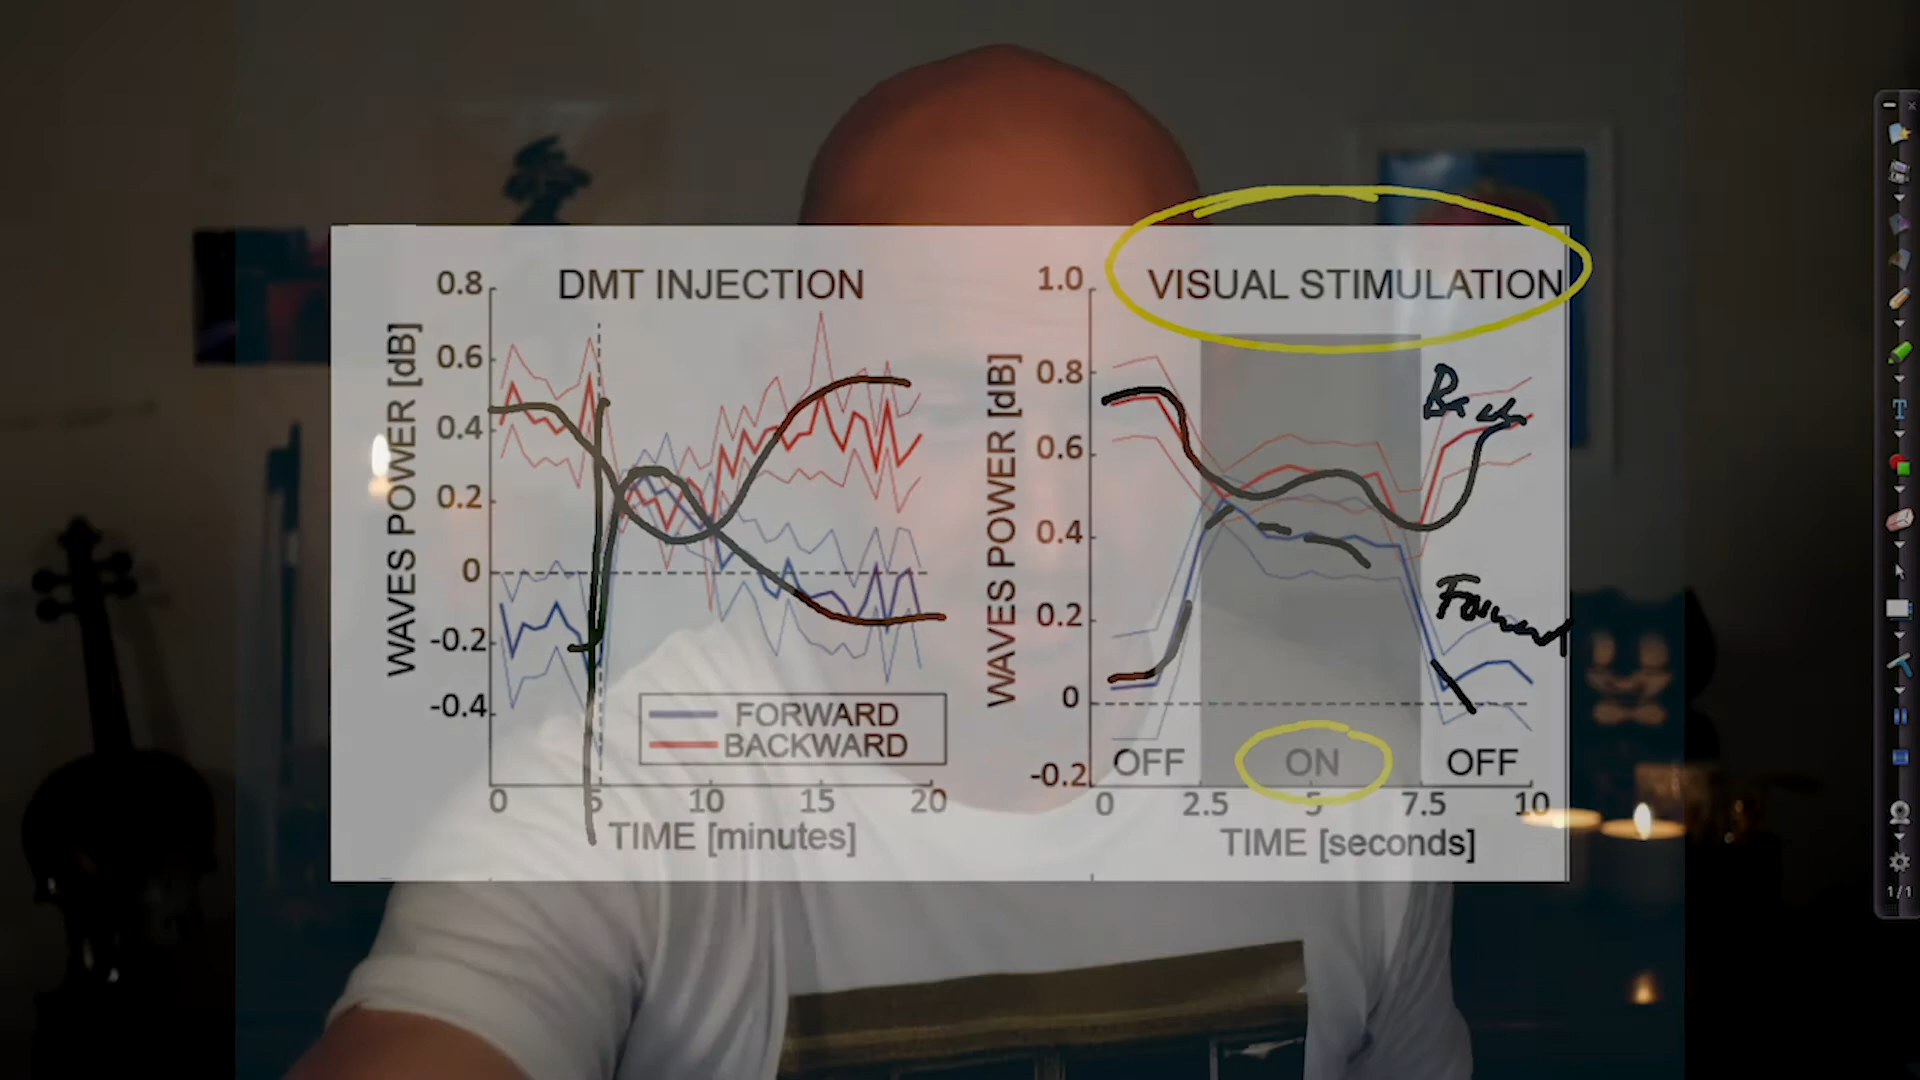 DMT INJECTION
WAVES POWER [dB]
0.8
0.6
0.4
0.2
0
-0.2
-0.4
FORWARD
BACKWARD
0 5 10 15 20
TIME [minutes]
VISUAL STIMULATION
WAVES POWER [dB]
1.0
0.8
0.6
0.4
0.2
0
-0.2
Back
Forward
OFF ON OFF
0 2.5 5 7.5 10
TIME [seconds]
T
1/1